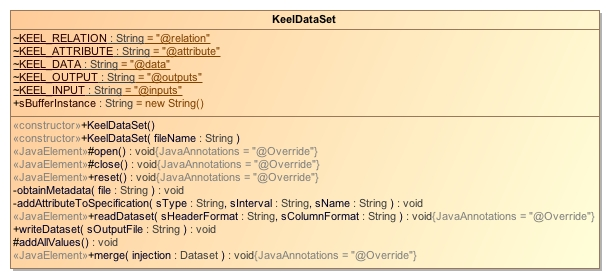 KeelDataSet
~KEEL_RELATION : String = "@relation"
~KEEL_ATTRIBUTE : String = "@attribute"
~KEEL_DATA : String = "@data"
~KEEL_OUTPUT : String = "@outputs"
~KEEL_INPUT : String = "@inputs"
+sBufferInstance : String = new String()
«constructor»+KeelDataSet()
«constructor»+KeelDataSet( fileName : String )
«JavaElement»#open() : void{JavaAnnotations = "@Override"}
«JavaElement»#close() : void{JavaAnnotations = "@Override"}
«JavaElement»+reset() : void{JavaAnnotations = "@Override"}
-obtainMetadata( file : String ) : void
-addAttributeToSpecification( sType : String, sInterval : String, sName : String ) : void
«JavaElement»+readDataset( sHeaderFormat : String, sColumnFormat : String ) : void{JavaAnnotations = "@Override"}
+writeDataset( sOutputFile : String ) : void
#addAllValues() : void
«JavaElement»+merge( injection : Dataset ) : void{JavaAnnotations = "@Override"}